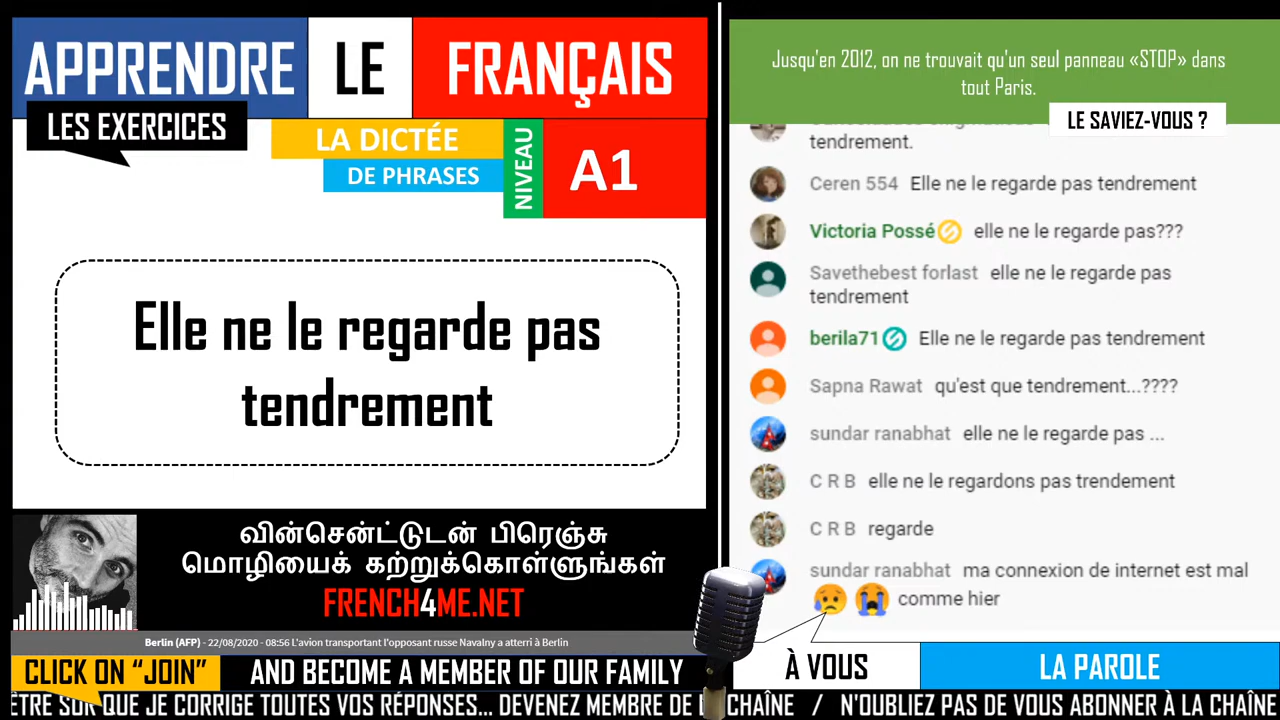 APPRENDRE LE FRANÇAIS
LES EXERCICES
LA DICTÉE
DE PHRASES
NIVEAU
A1
Elle ne le regarde pas
tendrement
வின்சென்ட்டுடன் பிரெஞ்சு
மொழியைக் கற்றுக்கொள்ளுங்கள்
FRENCH4ME.NET
Berlin (AFP) - 22/08/2020 - 08:56 L'avion transportant l'opposant russe Navalny a atterri à Berlin
CLICK ON “JOIN” AND BECOME A MEMBER OF OUR FAMILY
Jusqu'en 2012, on ne trouvait qu'un seul panneau «STOP» dans
tout Paris.
LE SAVIEZ-VOUS ?
tendrement.
Ceren 554 Elle ne le regarde pas tendrement
Victoria Possé elle ne le regarde pas???
Savethebest forlast elle ne le regarde pas
tendrement
berila71 Elle ne le regarde pas tendrement
Sapna Rawat qu'est que tendrement...????
sundar ranabhat elle ne le regarde pas ...
C R B elle ne le regardons pas trendement
C R B regarde
sundar ranabhat ma connexion de internet est mal
comme hier
À VOUS LA PAROLE
ÊTRE SUR QUE JE CORRIGE TOUTES VOS RÉPONSES... DEVENEZ MEMBRE DE CHAÎNE / N'OUBLIEZ PAS DE VOUS ABONNER À LA CHAÎNE